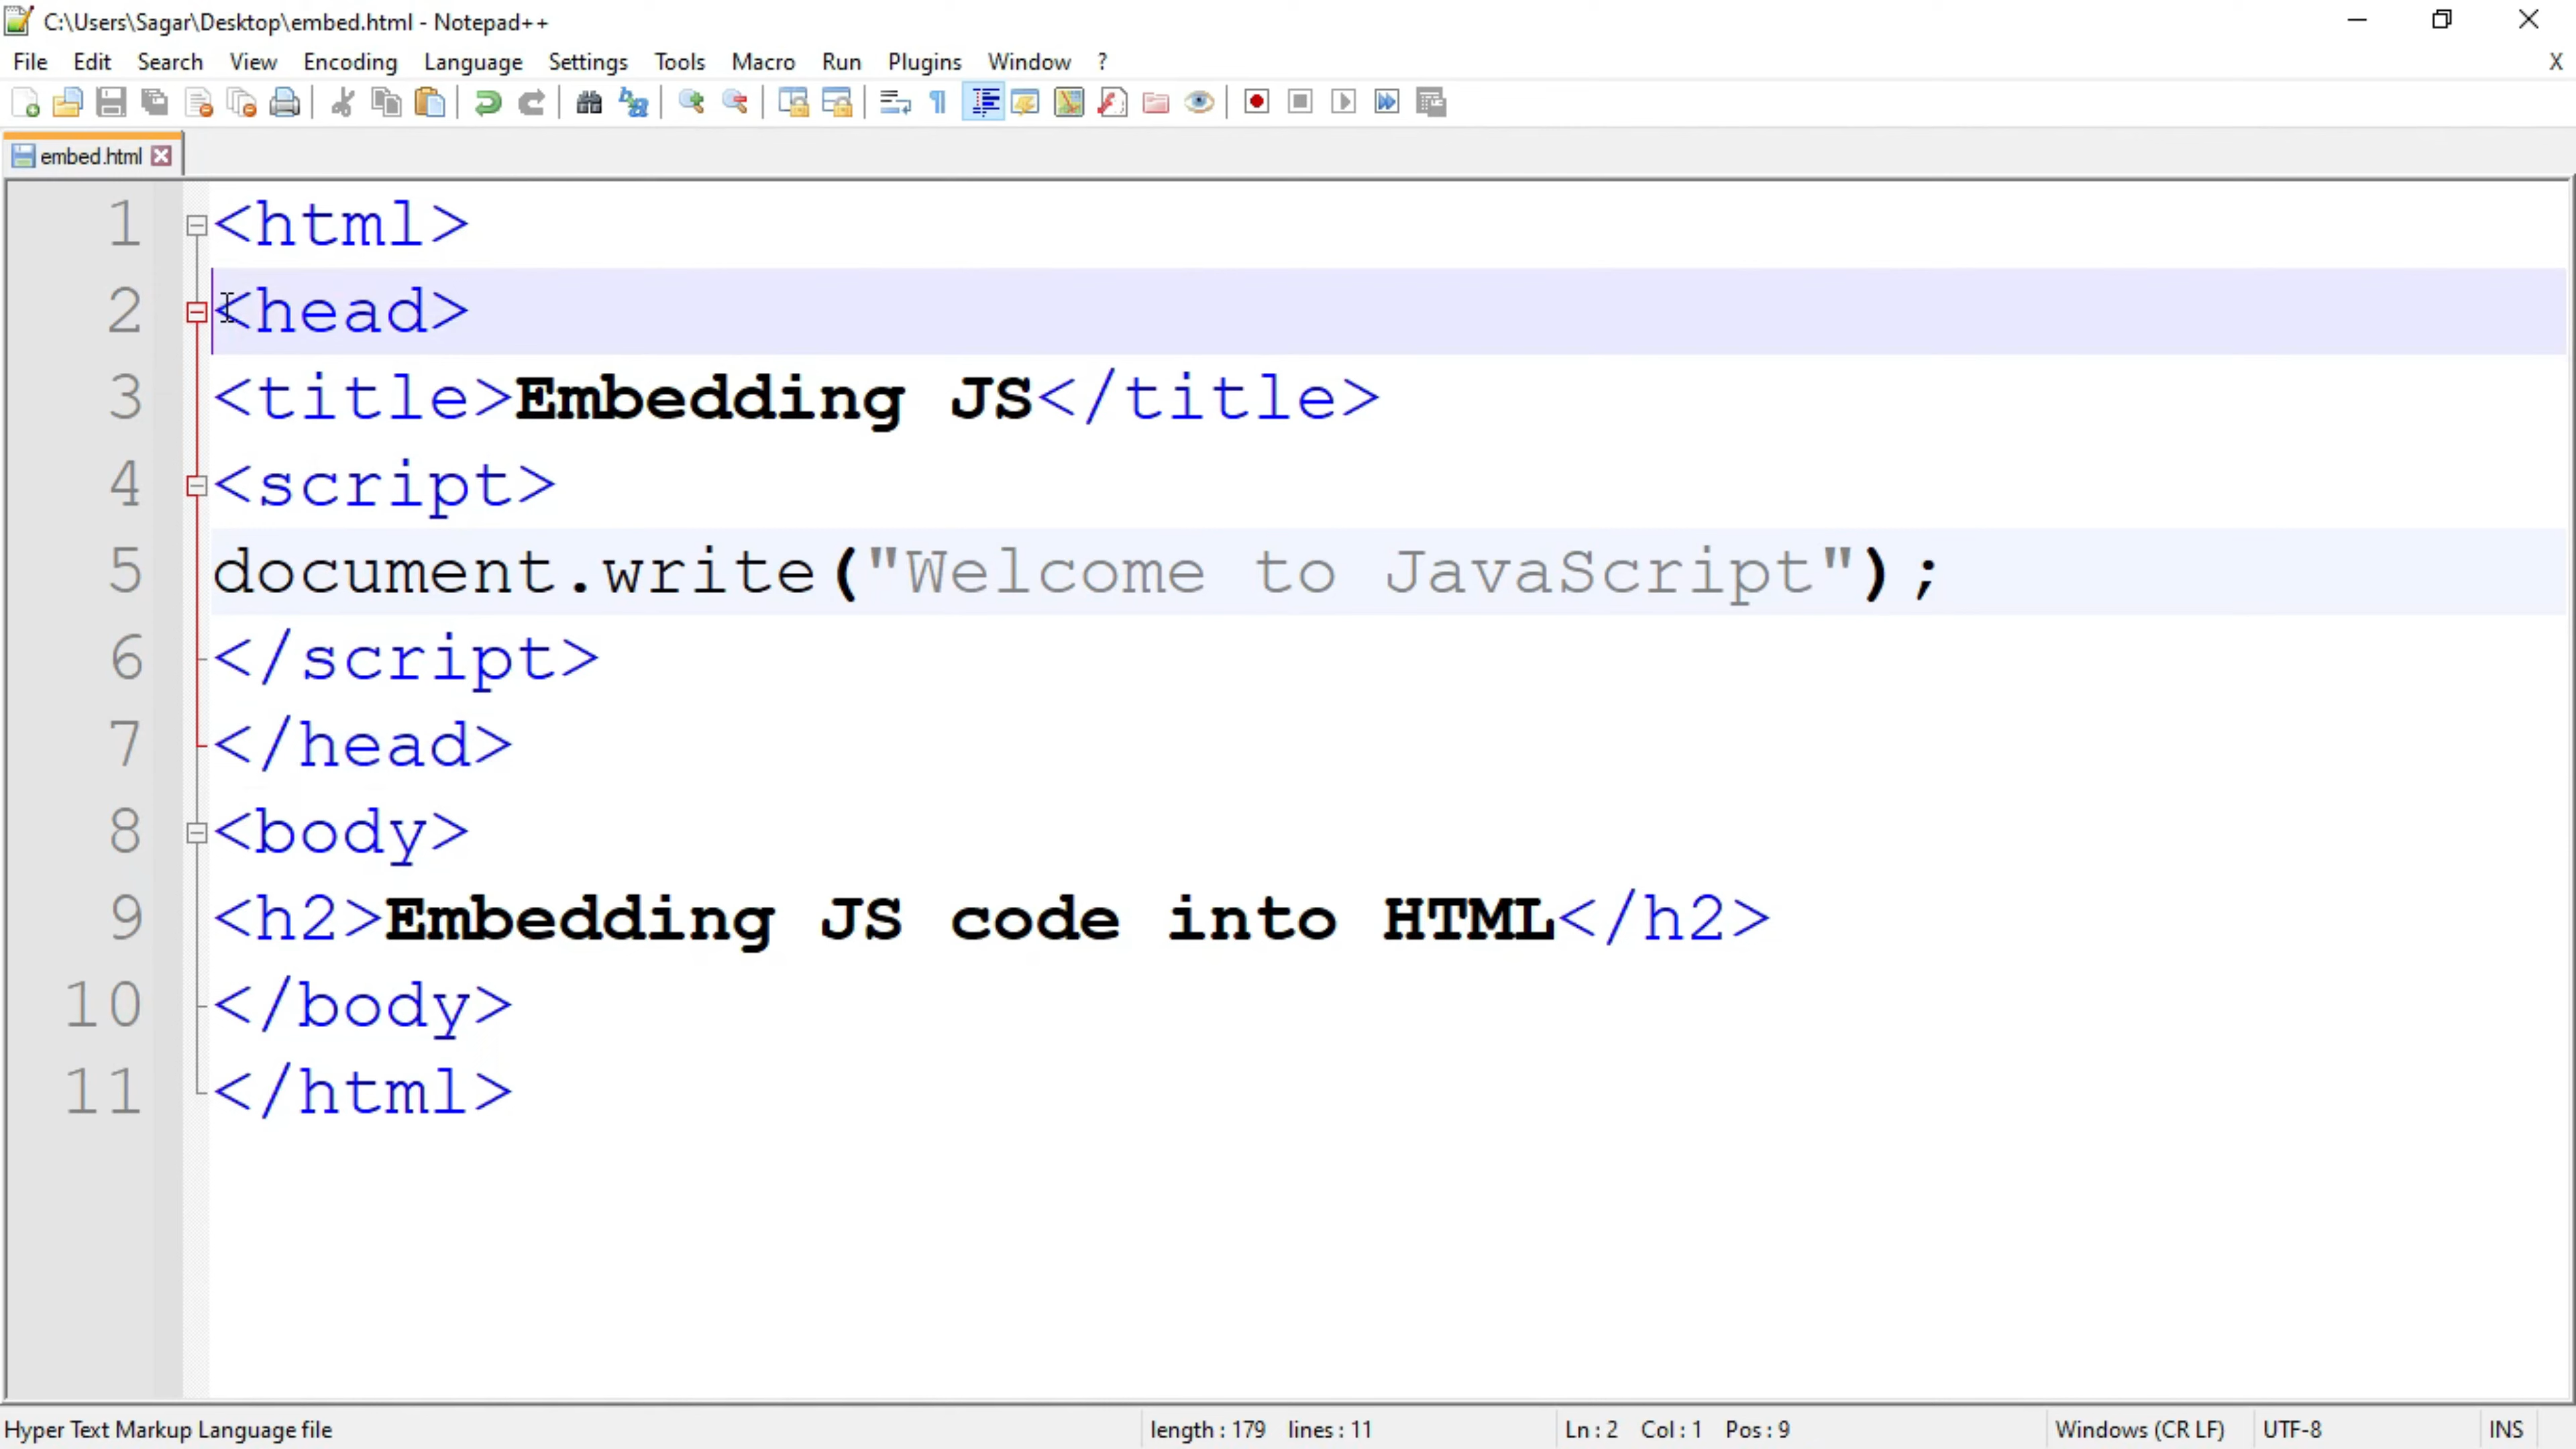 C:\Users\Sagar\Desktop\embed.html - Notepad++
File Edit Search View Encoding Language Settings Tools Macro Run Plugins Window ? X
embed.html
1 <html>
2 <head>
3 <title>Embedding JS</title>
4 <script>
5 document.write("Welcome to JavaScript");
6 </script>
7 </head>
8 <body>
9 <h2>Embedding JS code into HTML</h2>
10 </body>
11 </html>
Hyper Text Markup Language file length : 179 lines : 11 Ln : 2 Col : 1 Pos : 9 Windows (CR LF) UTF-8 INS